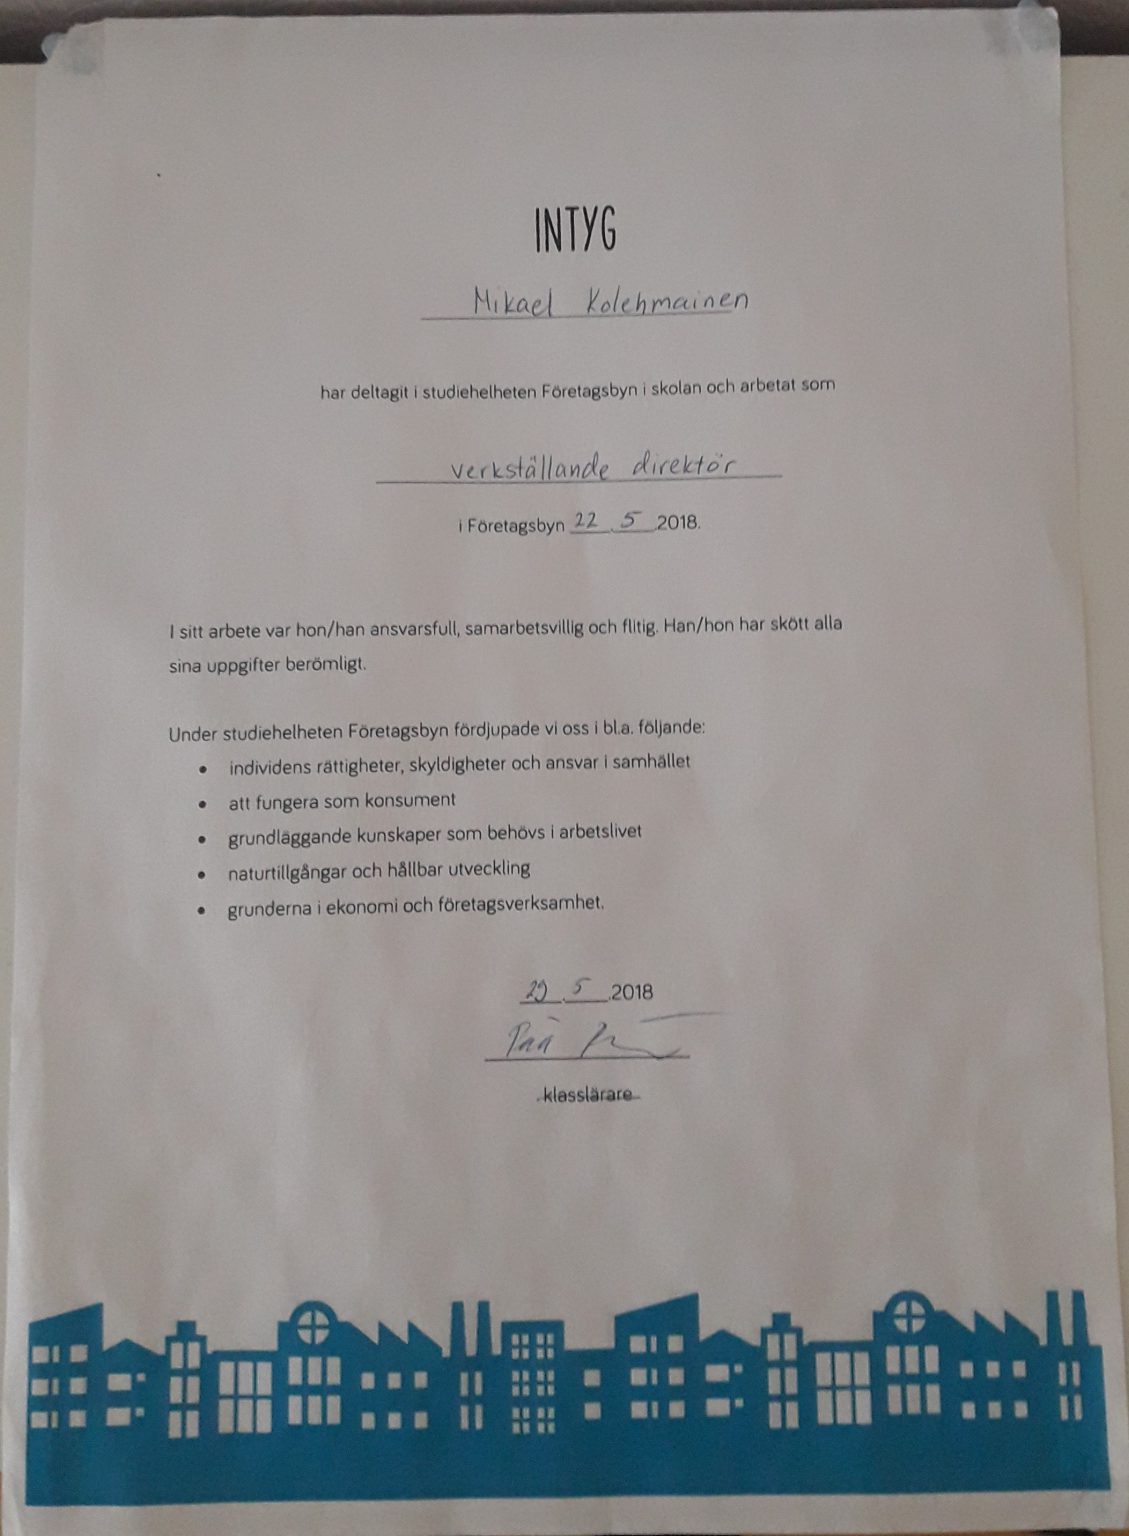 INTYG
Mikael Kolehmainen
har deltagit i studiehelheten Företagsbyn i skolan och arbetat som
verkställande direktör
i Företagsbyn 22.5.2018.
I sitt arbete var hon/han ansvarsfull, samarbetsvillig och flitig. Han/hon har skött alla
sina uppgifter berömligt.
Under studiehelheten Företagsbyn fördjupade vi oss i bl.a. följande:
• individens rättigheter, skyldigheter och ansvar i samhället
• att fungera som konsument
• grundläggande kunskaper som behövs i arbetslivet
• naturtillgångar och hållbar utveckling
• grunderna i ekonomi och företagsverksamhet.
5.2018
klasslärare